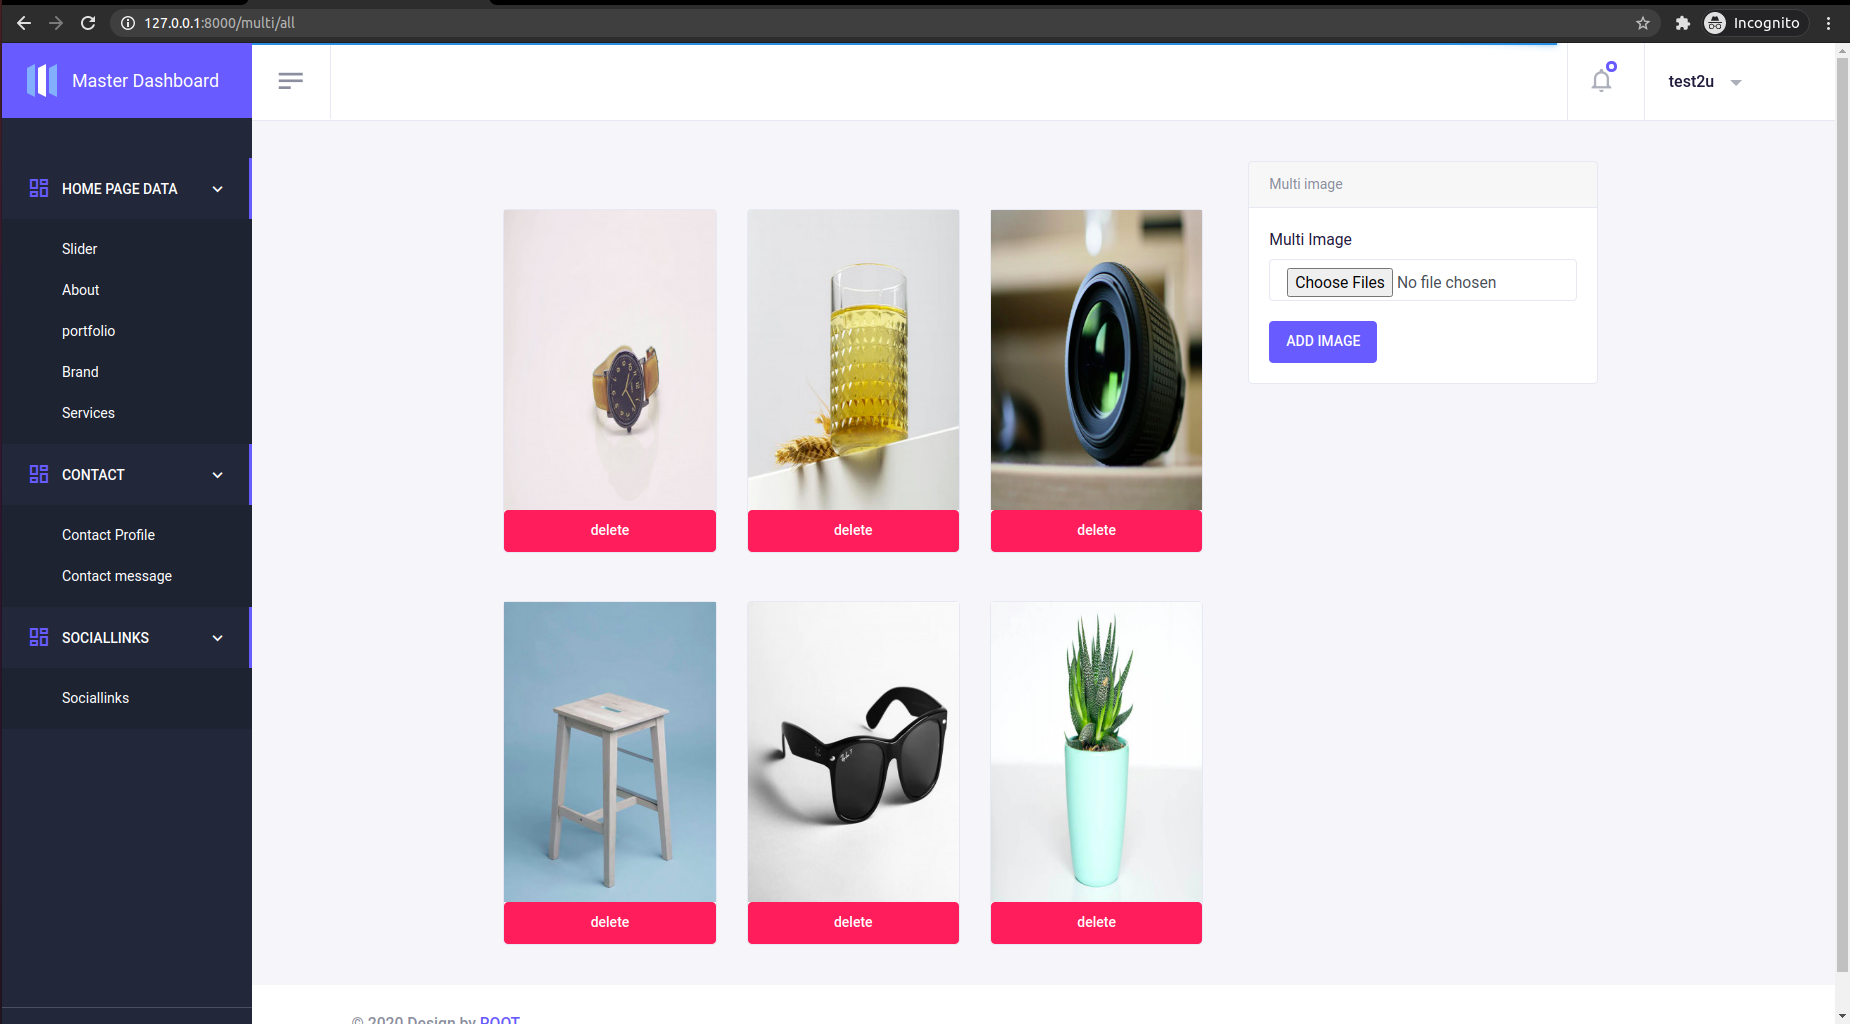 127.0.0.1:8000/multi/all
Incognito
Master Dashboard
test2u
HOME PAGE DATA
Slider
About
portfolio
Brand
Services
CONTACT
Contact Profile
Contact message
SOCIALLINKS
Sociallinks
delete
delete
delete
delete
delete
delete
Multi image
Multi Image
Choose Files No file chosen
ADD IMAGE
© 2020 Design by ROOT